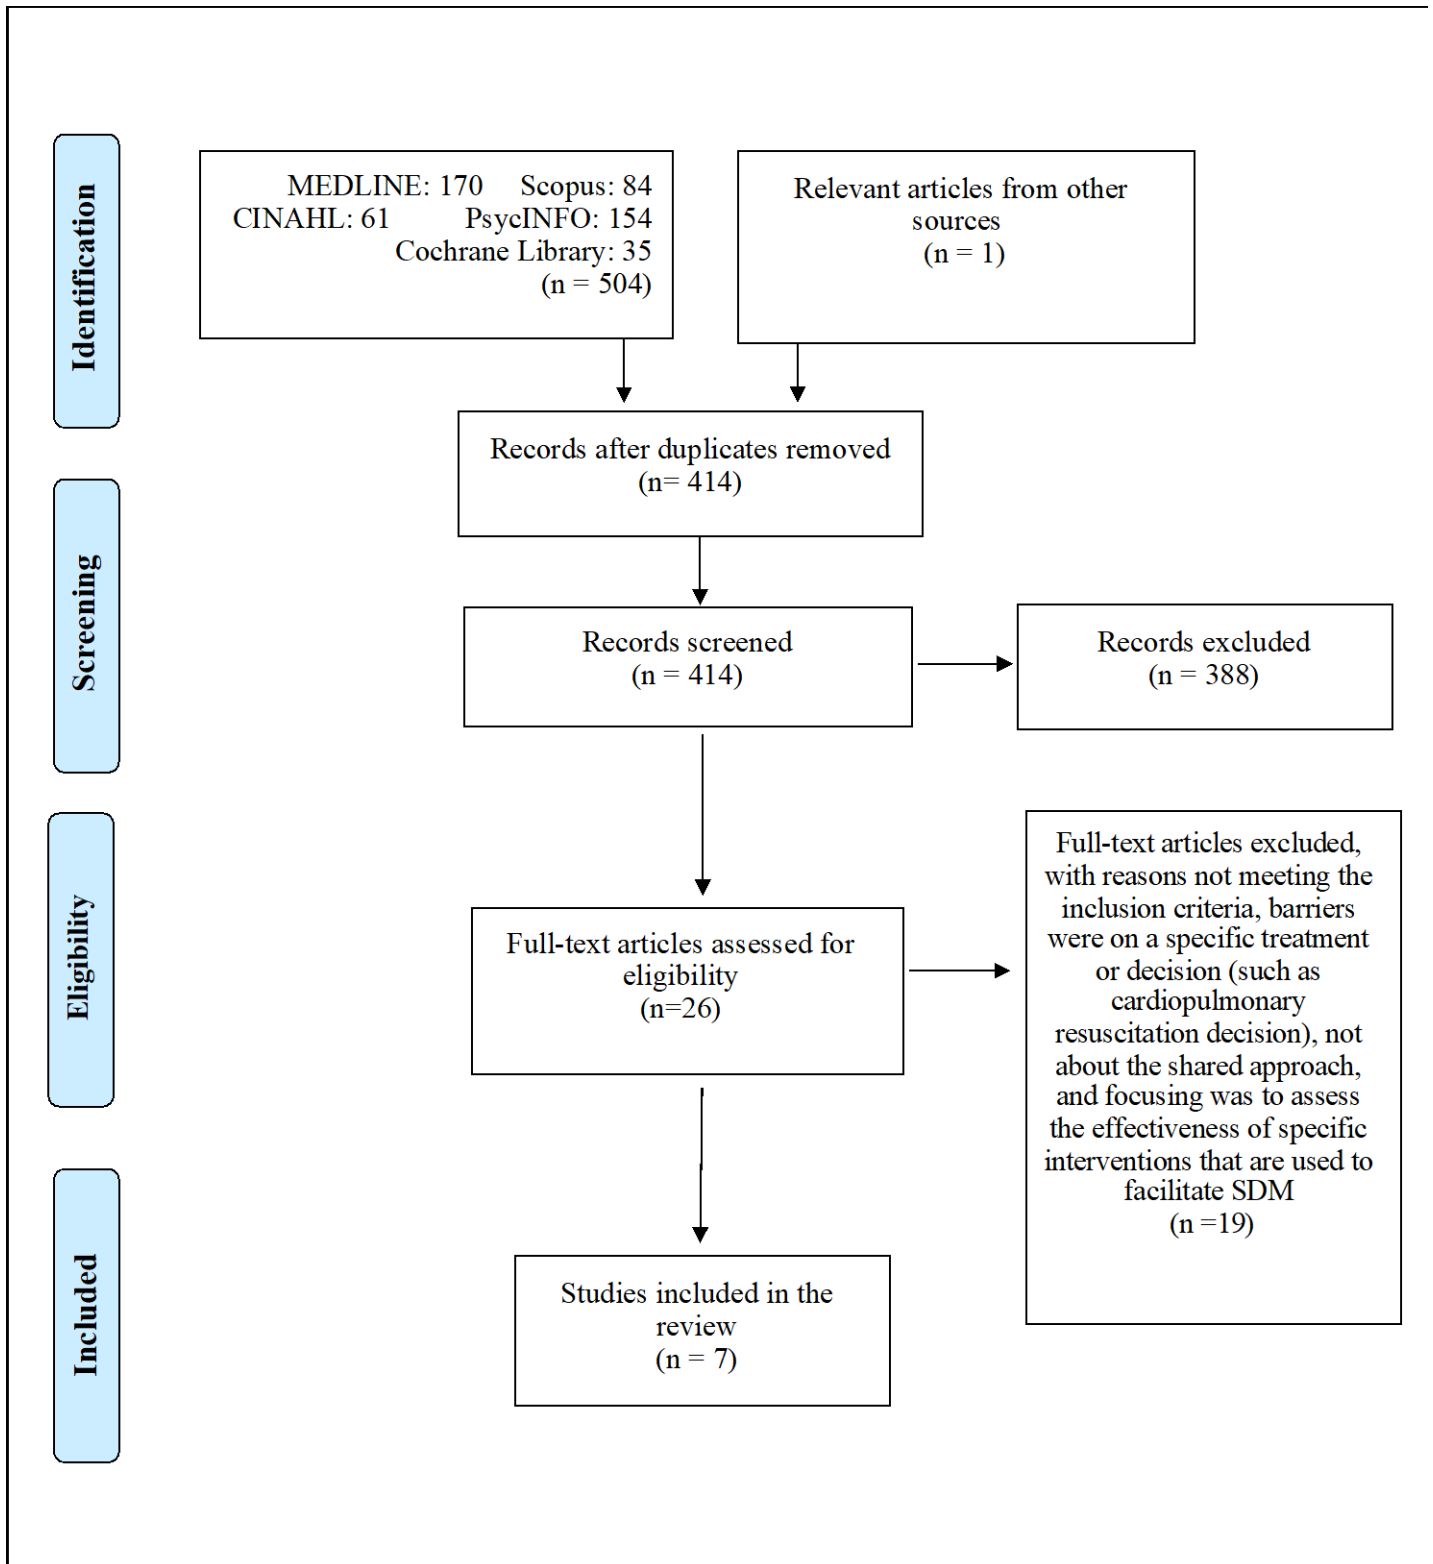 Identification
MEDLINE: 170 Scopus: 84
CINAHL: 61 PsycINFO: 154
Cochrane Library: 35
(n = 504)
Relevant articles from other
sources
(n = 1)
Records after duplicates removed
(n= 414)
Screening
Records screened
(n = 414)
Records excluded
(n = 388)
Eligibility
Full-text articles assessed for
eligibility
(n=26)
Full-text articles excluded,
with reasons not meeting the
inclusion criteria, barriers
were on a specific treatment
or decision (such as
cardiopulmonary
resuscitation decision), not
about the shared approach,
and focusing was to assess
the effectiveness of specific
interventions that are used to
facilitate SDM
(n =19)
Included
Studies included in the
review
(n = 7)